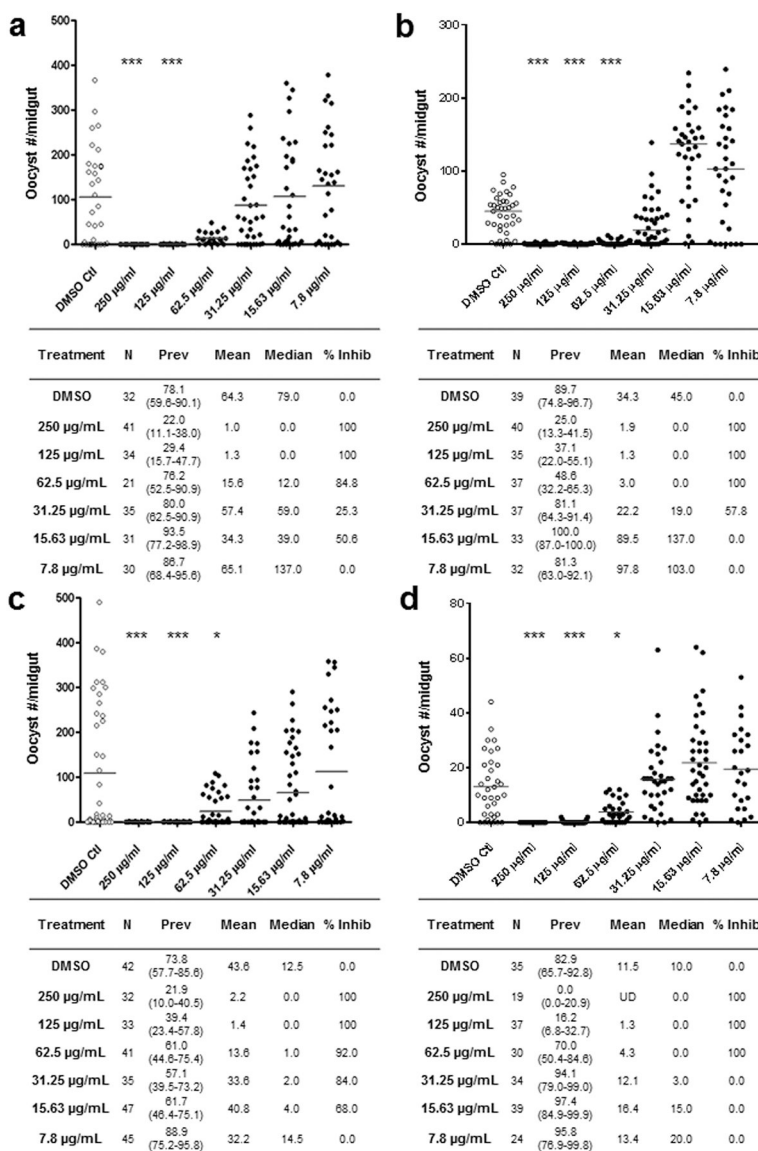 a
Oocyst #/midgut
500
400
300
200
100
0
*** ***
DMSO Ctl
250 µg/ml
125 µg/ml
62.5 µg/ml
31.25 µg/ml
15.63 µg/ml
7.8 µg/ml
Treatment N Prev Mean Median % Inhib
DMSO 32 78.1 (59.6-90.1) 64.3 79.0 0.0
250 µg/mL 41 22.0 (11.1-38.0) 1.0 0.0 100
125 µg/mL 34 29.4 (15.7-47.7) 1.3 0.0 100
62.5 µg/mL 21 76.2 (52.5-90.9) 15.6 12.0 84.8
31.25 µg/mL 35 80.0 (62.5-90.9) 57.4 59.0 25.3
15.63 µg/mL 31 93.5 (77.2-98.9) 34.3 39.0 50.6
7.8 µg/mL 30 86.7 (68.4-95.6) 65.1 137.0 0.0
b
Oocyst #/midgut
300
200
100
0
*** *** ***
DMSO Ctl
250 µg/ml
125 µg/ml
62.5 µg/ml
31.25 µg/ml
15.63 µg/ml
7.8 µg/ml
Treatment N Prev Mean Median % Inhib
DMSO 39 89.7 (74.8-96.7) 34.3 45.0 0.0
250 µg/mL 40 25.0 (13.3-41.5) 1.9 0.0 100
125 µg/mL 35 37.1 (22.0-55.1) 1.3 0.0 100
62.5 µg/mL 37 48.6 (32.2-65.3) 3.0 0.0 100
31.25 µg/mL 37 81.1 (64.3-91.4) 22.2 19.0 57.8
15.63 µg/mL 33 100.0 (87.0-100.0) 89.5 137.0 0.0
7.8 µg/mL 32 81.3 (63.0-92.1) 97.8 103.0 0.0
c
Oocyst #/midgut
500
400
300
200
100
0
*** *** *
DMSO Ctl
250 µg/ml
125 µg/ml
62.5 µg/ml
31.25 µg/ml
15.63 µg/ml
7.8 µg/ml
Treatment N Prev Mean Median % Inhib
DMSO 42 73.8 (57.7-85.6) 43.6 12.5 0.0
250 µg/mL 32 21.9 (10.0-40.5) 2.2 0.0 100
125 µg/mL 33 39.4 (23.4-57.8) 1.4 0.0 100
62.5 µg/mL 41 61.0 (44.6-75.4) 13.6 1.0 92.0
31.25 µg/mL 35 57.1 (39.5-73.2) 33.6 2.0 84.0
15.63 µg/mL 47 61.7 (46.4-75.1) 40.8 4.0 68.0
7.8 µg/mL 45 88.9 (75.2-95.8) 32.2 14.5 0.0
d
Oocyst #/midgut
80
60
40
20
0
*** *** *
DMSO Ctl
250 µg/ml
125 µg/ml
62.5 µg/ml
31.25 µg/ml
15.63 µg/ml
7.8 µg/ml
Treatment N Prev Mean Median % Inhib
DMSO 35 82.9 (65.7-92.8) 11.5 10.0 0.0
250 µg/mL 19 0.0 (0.0-20.9) UD 0.0 100
125 µg/mL 37 16.2 (6.8-32.7) 1.3 0.0 100
62.5 µg/mL 30 70.0 (50.4-84.6) 4.3 0.0 100
31.25 µg/mL 34 94.1 (79.0-99.0) 12.1 3.0 0.0
15.63 µg/mL 39 97.4 (84.9-99.9) 16.4 15.0 0.0
7.8 µg/mL 24 95.8 (76.9-99.8) 13.4 20.0 0.0